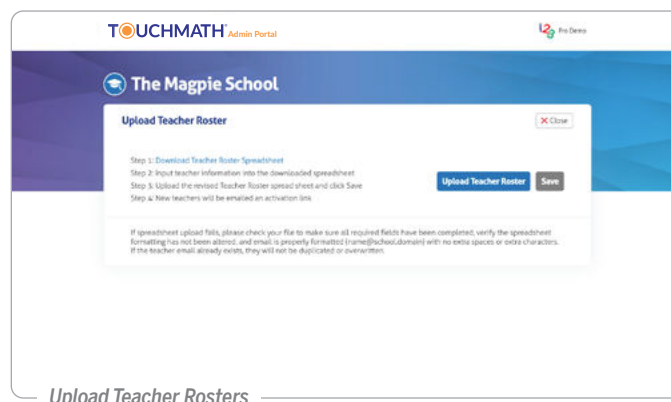 TOUCHMATH Admin Portal
123 Pro Demo
The Magpie School
Upload Teacher Roster
X Close
Step 1: Download Teacher Roster Spreadsheet
Step 2: Input teacher information into the downloaded spreadsheet
Step 3: Upload the revised Teacher Roster spread sheet and click Save
Step 4: New teachers will be emailed an activation link
Upload Teacher Roster
Save
If spreadsheet upload fails, please check your file to make sure all required fields have been completed, verify the spreadsheet
formatting has not been altered, and email is properly formatted (name@school.domain) with no extra spaces or extra characters.
If the teacher email already exists, they will not be duplicated or overwritten.
Upload Teacher Rosters